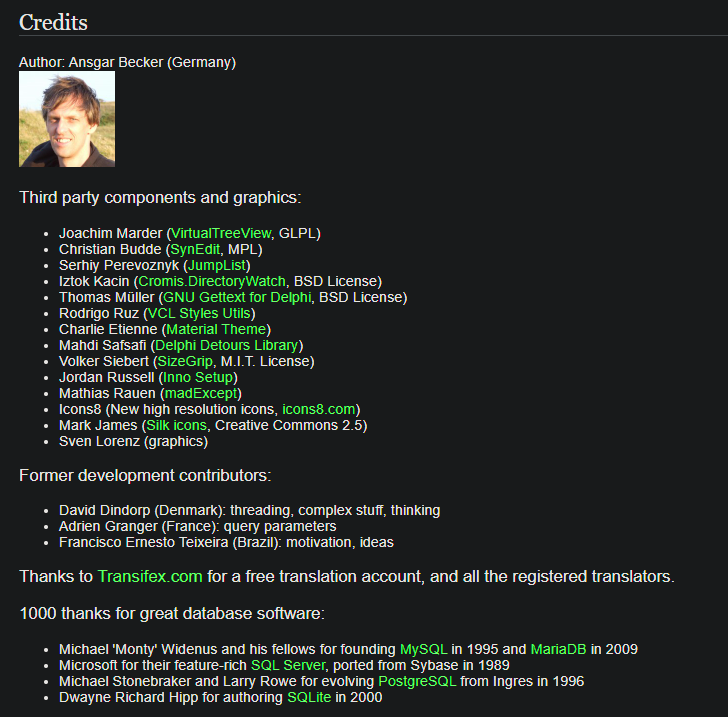 Credits
Author: Ansgar Becker (Germany)
Third party components and graphics:
• Joachim Marder (VirtualTreeView, GLPL)
• Christian Budde (SynEdit, MPL)
• Serhiy Perevoznyk (JumpList)
• Iztok Kacin (Cromis.DirectoryWatch, BSD License)
• Thomas Müller (GNU Gettext for Delphi, BSD License)
• Rodrigo Ruz (VCL Styles Utils)
• Charlie Etienne (Material Theme)
• Mahdi Safsafi (Delphi Detours Library)
• Volker Siebert (SizeGrip, M.I.T. License)
• Jordan Russell (Inno Setup)
• Mathias Rauen (madExcept)
• Icons8 (New high resolution icons, icons8.com)
• Mark James (Silk icons, Creative Commons 2.5)
• Sven Lorenz (graphics)
Former development contributors:
• David Dindorp (Denmark): threading, complex stuff, thinking
• Adrien Granger (France): query parameters
• Francisco Ernesto Teixeira (Brazil): motivation, ideas
Thanks to Transifex.com for a free translation account, and all the registered translators.
1000 thanks for great database software:
• Michael 'Monty' Widenus and his fellows for founding MySQL in 1995 and MariaDB in 2009
• Microsoft for their feature-rich SQL Server, ported from Sybase in 1989
• Michael Stonebraker and Larry Rowe for evolving PostgreSQL from Ingres in 1996
• Dwayne Richard Hipp for authoring SQLite in 2000